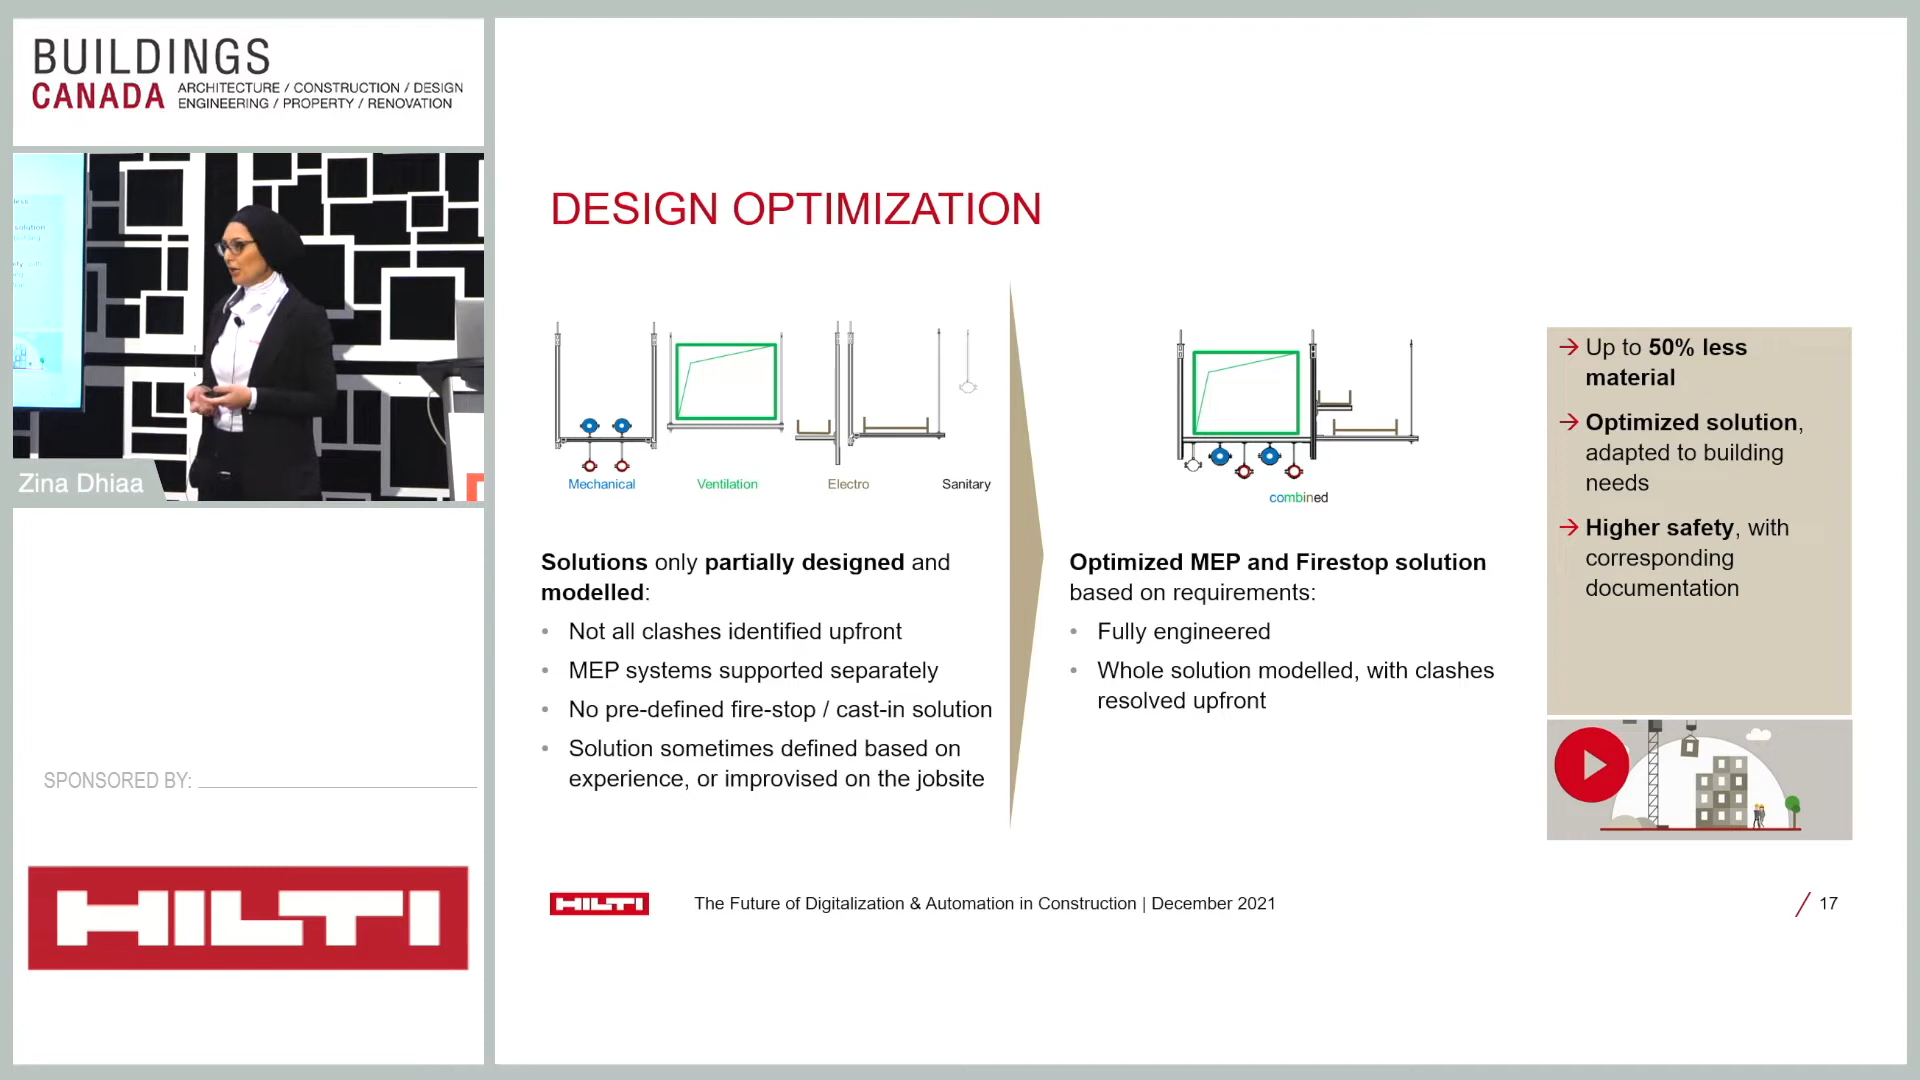 BUILDINGS
CANADA
ARCHITECTURE / CONSTRUCTION / DESIGN
ENGINEERING / PROPERTY / RENOVATION
Zina Dhiaa
SPONSORED BY:
HILTI
DESIGN OPTIMIZATION
Mechanical
Ventilation
Electro
Sanitary
combined
Solutions only partially designed and
modelled:
• Not all clashes identified upfront
• MEP systems supported separately
• No pre-defined fire-stop / cast-in solution
• Solution sometimes defined based on
experience, or improvised on the jobsite
Optimized MEP and Firestop solution
based on requirements:
• Fully engineered
• Whole solution modelled, with clashes
resolved upfront
→ Up to 50% less
material
→ Optimized solution,
adapted to building
needs
→ Higher safety, with
corresponding
documentation
HILTI
The Future of Digitalization & Automation in Construction | December 2021
/ 17